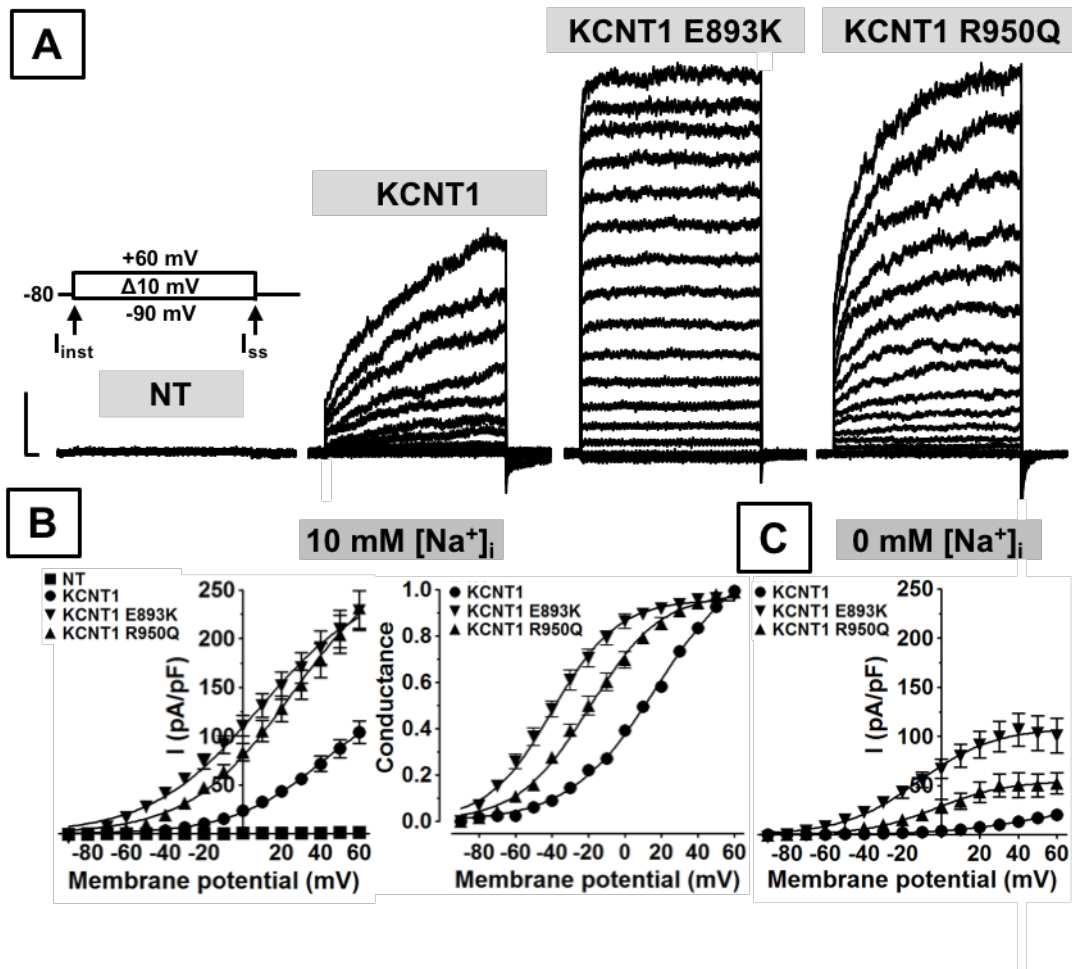 A
KCNT1 E893K
KCNT1 R950Q
KCNT1
+60 mV
Δ10 mV
-80
-90 mV
Iinst
Iss
NT
B
10 mM [Na+]i
C
0 mM [Na+]i
NT
KCNT1
KCNT1 E893K
KCNT1 R950Q
I (pA/pF)
250
200
150
100
50
-80 -60 -40 -20 20 40 60
Membrane potential (mV)
KCNT1
KCNT1 E893K
KCNT1 R950Q
Conductance
1.0
0.8
0.6
0.4
0.2
0.0
-80 -60 -40 -20 0 20 40 60
Membrane potential (mV)
KCNT1
KCNT1 E893K
KCNT1 R950Q
I (pA/pF)
250
200
150
100
50
-80 -60 -40 -20 20 40 60
Membrane potential (mV)